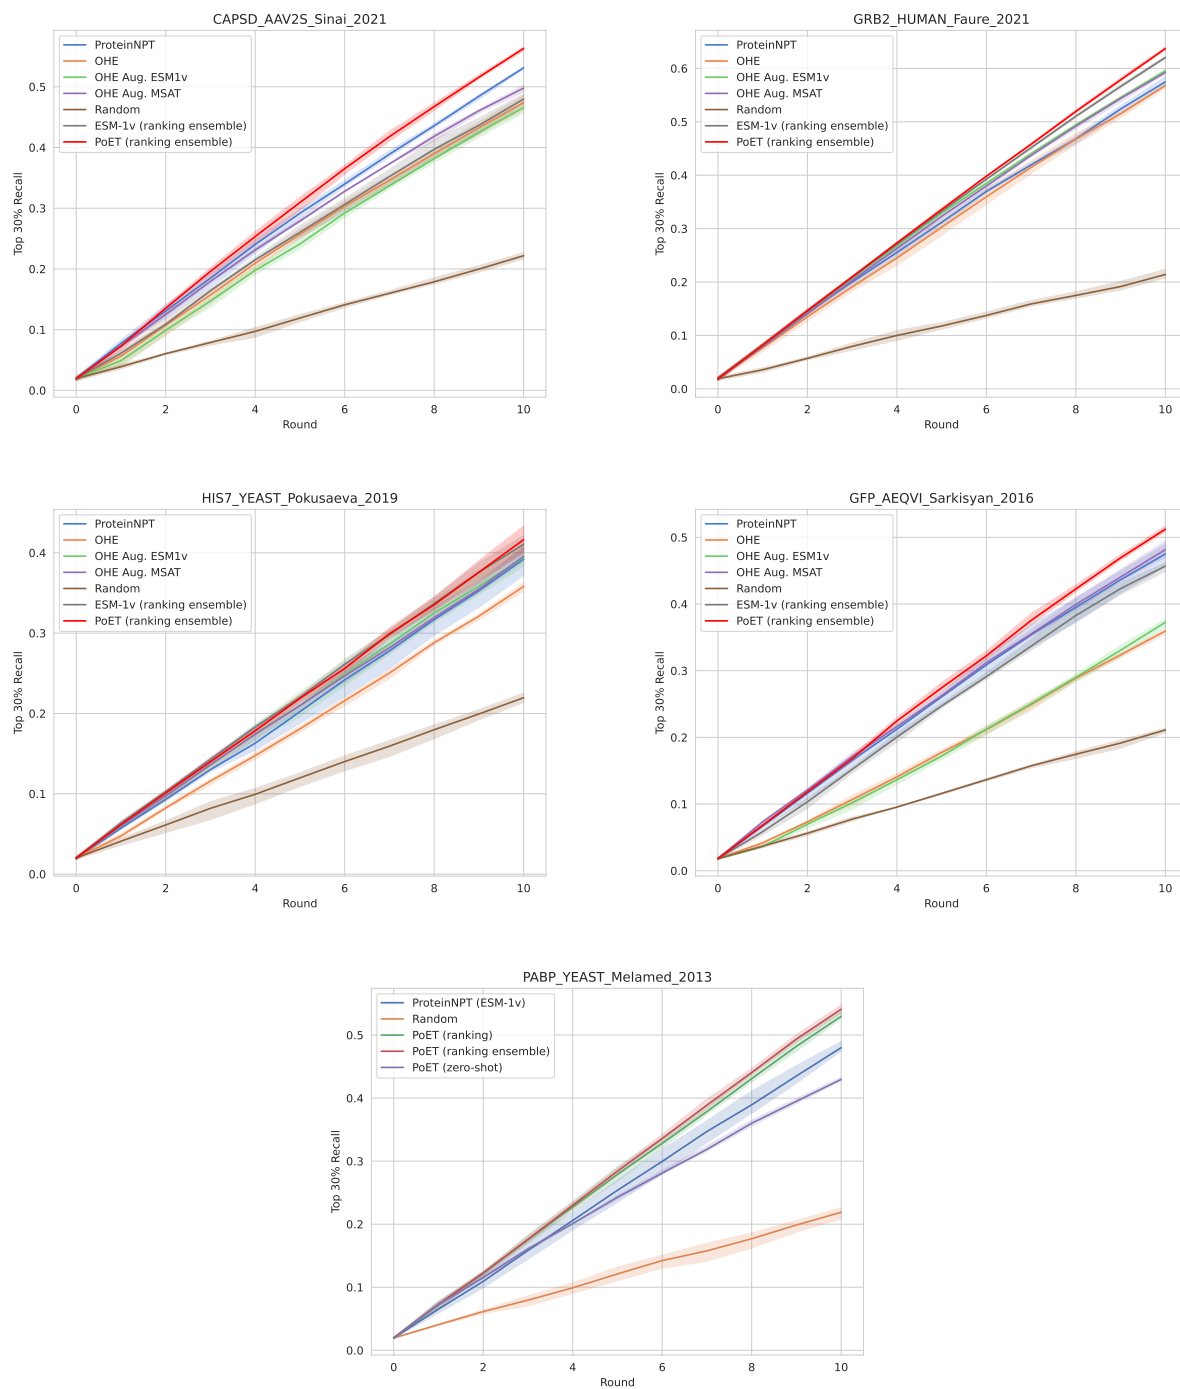 CAPSD_AAV2S_Sinai_2021
ProteinNPT
OHE
OHE Aug. ESM1v
OHE Aug. MSAT
Random
ESM-1v (ranking ensemble)
PoET (ranking ensemble)
Top 30% Recall
0.5
0.4
0.3
0.2
0.1
0.0
0 2 4 6 8 10
Round
GRB2_HUMAN_Faure_2021
ProteinNPT
OHE
OHE Aug. ESM1v
OHE Aug. MSAT
Random
ESM-1v (ranking ensemble)
PoET (ranking ensemble)
Top 30% Recall
0.6
0.5
0.4
0.3
0.2
0.1
0.0
0 2 4 6 8 10
Round
HIS7_YEAST_Pokusaeva_2019
ProteinNPT
OHE
OHE Aug. ESM1v
OHE Aug. MSAT
Random
ESM-1v (ranking ensemble)
PoET (ranking ensemble)
Top 30% Recall
0.4
0.3
0.2
0.1
0.0
0 2 4 6 8 10
Round
GFP_AEQVI_Sarkisyan_2016
ProteinNPT
OHE
OHE Aug. ESM1v
OHE Aug. MSAT
Random
ESM-1v (ranking ensemble)
PoET (ranking ensemble)
Top 30% Recall
0.5
0.4
0.3
0.2
0.1
0.0
0 2 4 6 8 10
Round
PABP_YEAST_Melamed_2013
ProteinNPT (ESM-1v)
Random
PoET (ranking)
PoET (ranking ensemble)
PoET (zero-shot)
Top 30% Recall
0.5
0.4
0.3
0.2
0.1
0.0
0 2 4 6 8 10
Round